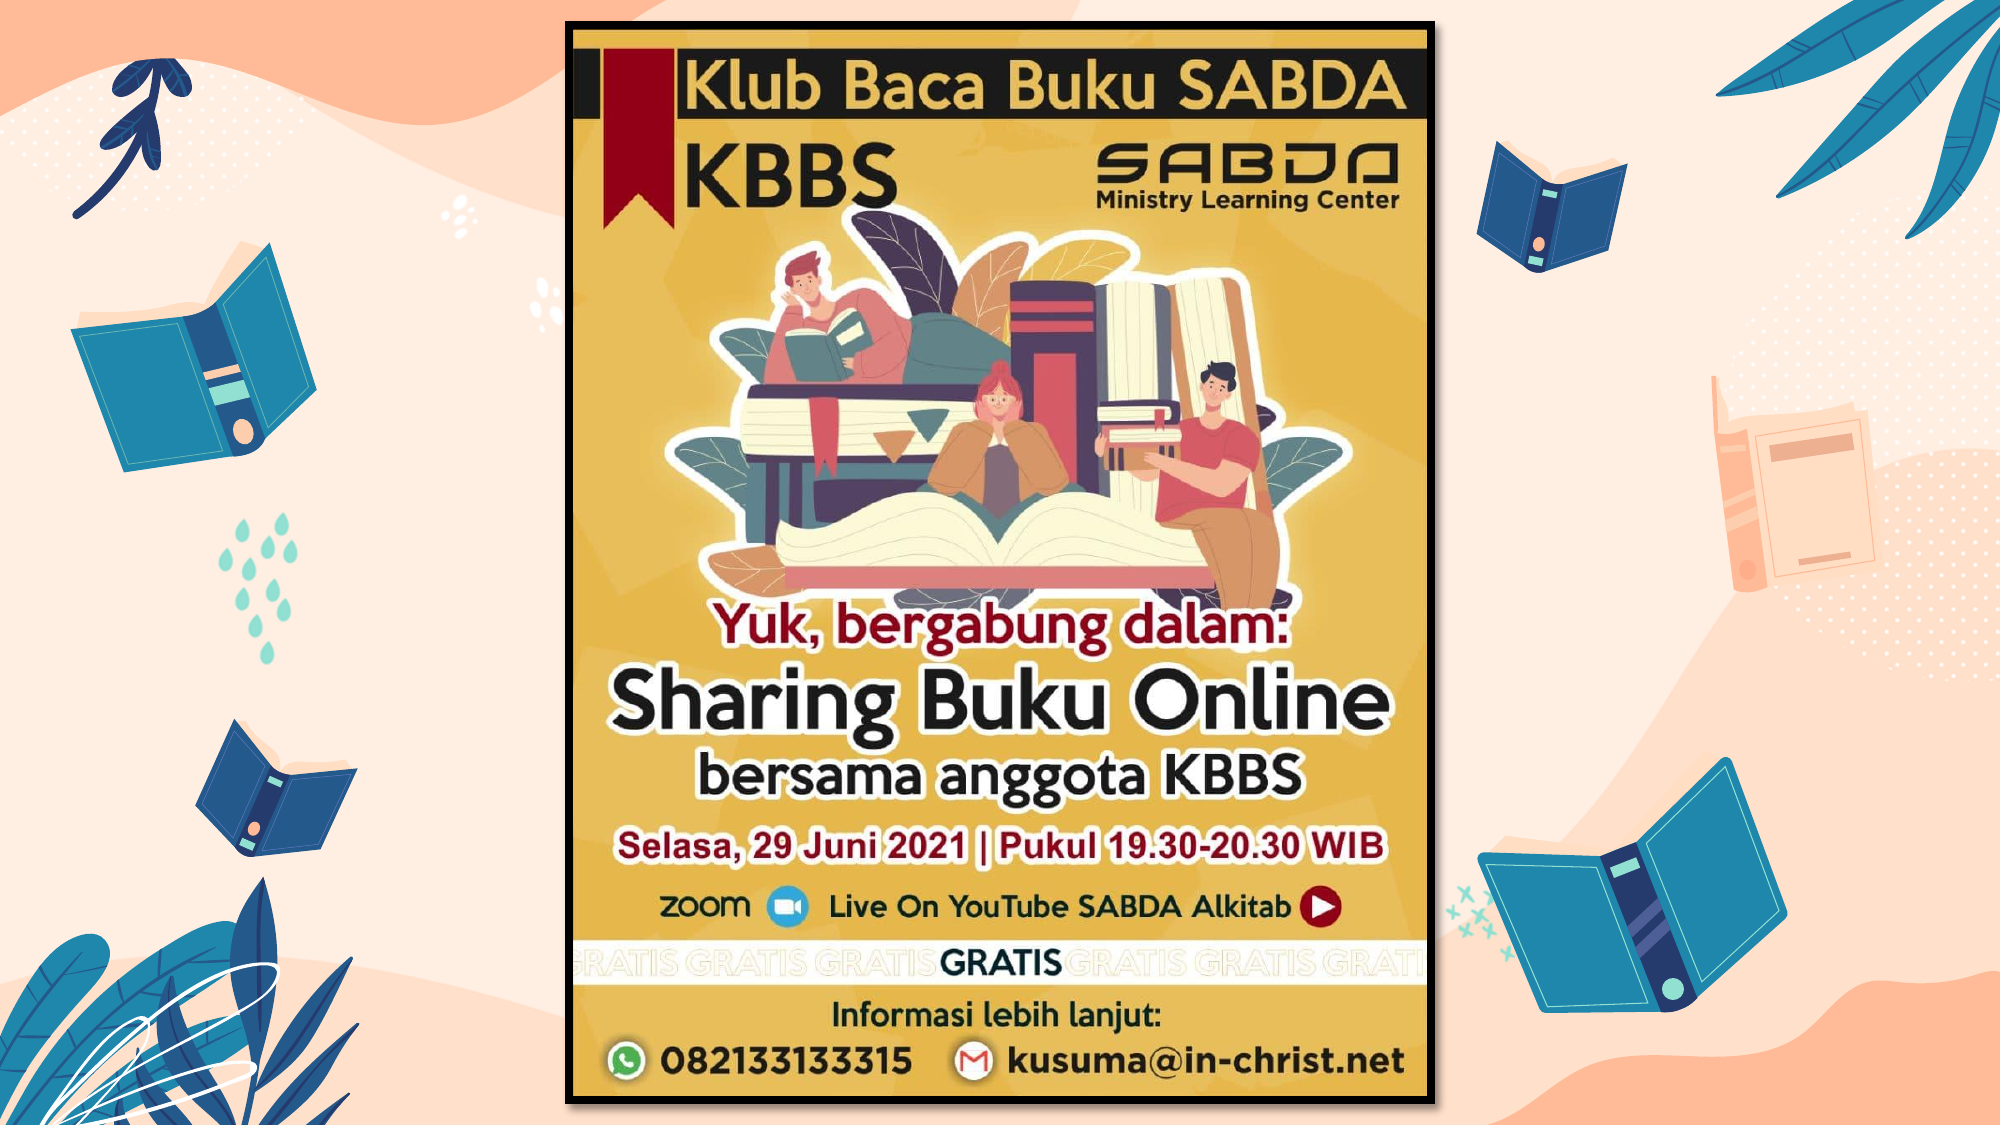 Klub Baca Buku SABDA
KBBS
SABDA
Ministry Learning Center
Yuk, bergabung dalam:
Sharing Buku Online
bersama anggota KBBS
Selasa, 29 Juni 2021 | Pukul 19.30-20.30 WIB
zoom Live On YouTube SABDA Alkitab
GRATIS GRATIS GRATIS GRATIS GRATIS GRATIS GRATI
Informasi lebih lanjut:
082133133315 kusuma@in-christ.net